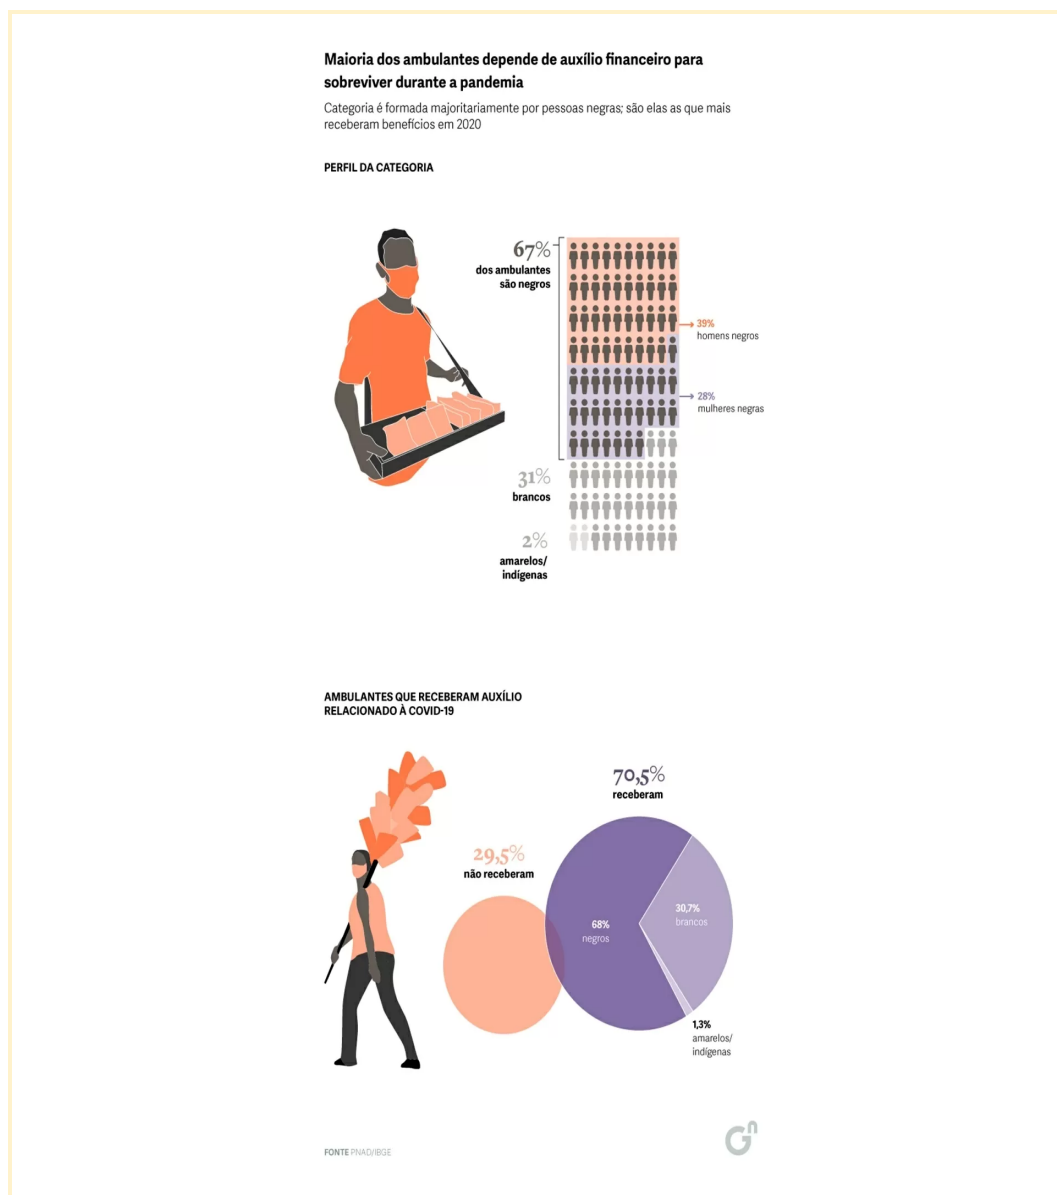 Maioria dos ambulantes depende de auxílio financeiro para
sobreviver durante a pandemia
Categoria é formada majoritariamente por pessoas negras; são elas as que mais
receberam benefícios em 2020
PERFIL DA CATEGORIA
67%
dos ambulantes
são negros
39%
homens negros
28%
mulheres negras
31%
brancos
2%
amarelos/
indígenas
AMBULANTES QUE RECEBERAM AUXÍLIO
RELACIONADO À COVID-19
70,5%
receberam
29,5%
não receberam
68%
negros
30,7%
brancos
1,3%
amarelos/
indígenas
FONTE PNAD/IBGE
Gn